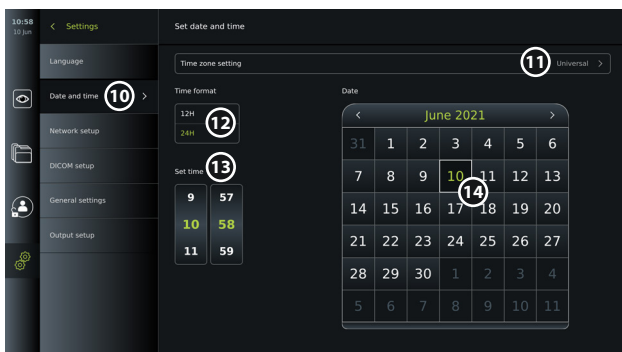 10:58
10 Jun
< Settings
Set date and time
Language
Date and time 10 >
Network setup
DICOM setup
General settings
Output setup
Time zone setting 11 Universal >
Time format
12H
24H
12
Set time 13
9 57
10 58
11 59
Date
< June 2021 >
31 1 2 3 4 5 6
7 8 9 10 11 12 13
14
14 15 16 17 18 19 20
21 22 23 24 25 26 27
28 29 30 1 2 3 4
5 6 7 8 9 10 11